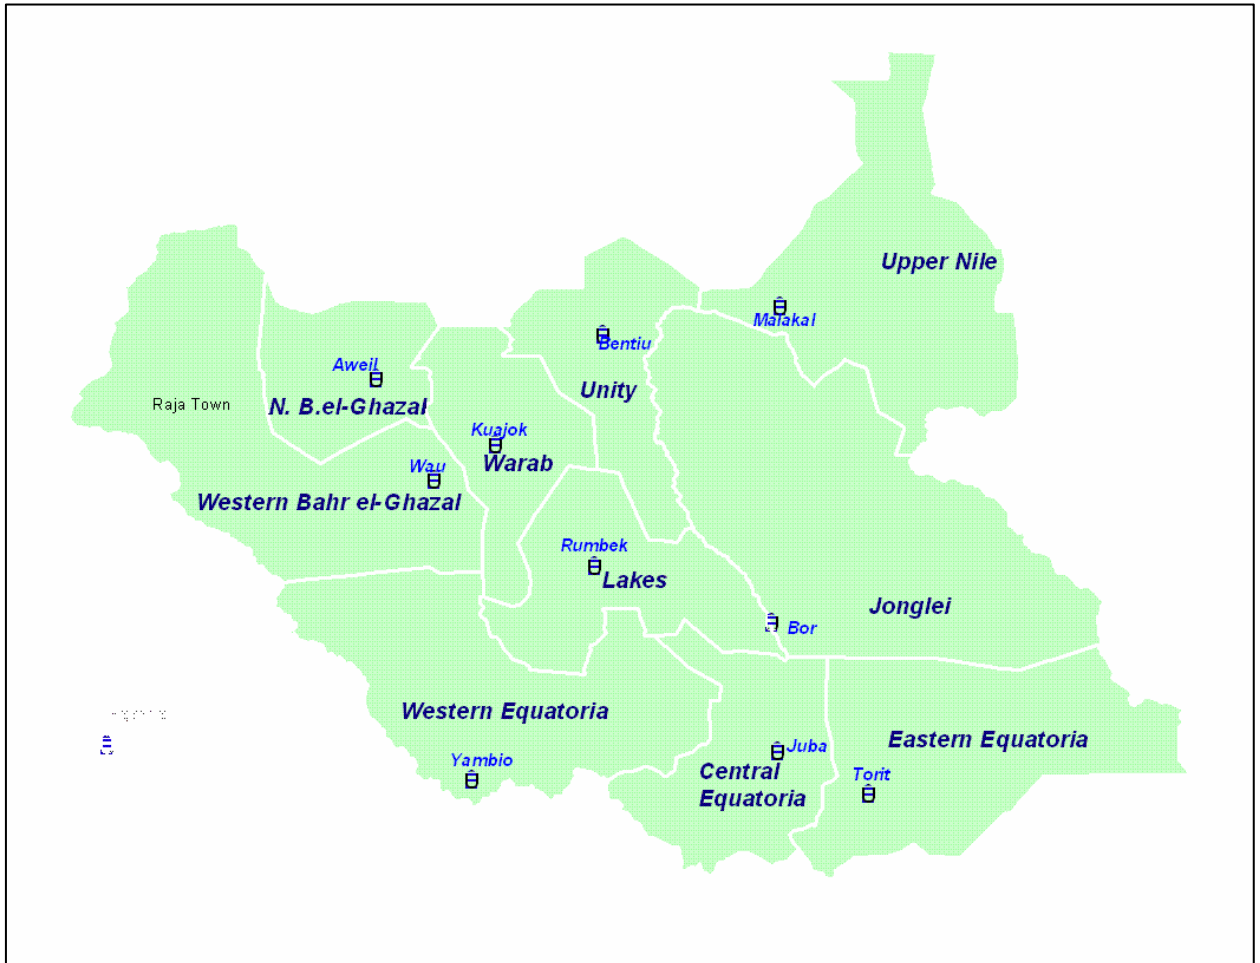 Upper Nile
Malakal
Bentiu
Unity
Aweil
N. B.el-Ghazal
Raja Town
Kuajok
Warab
Wau
Western Bahr el-Ghazal
Rumbek
Lakes
Jonglei
Bor
Western Equatoria
Yambio
Juba
Central
Equatoria
Eastern Equatoria
Torit